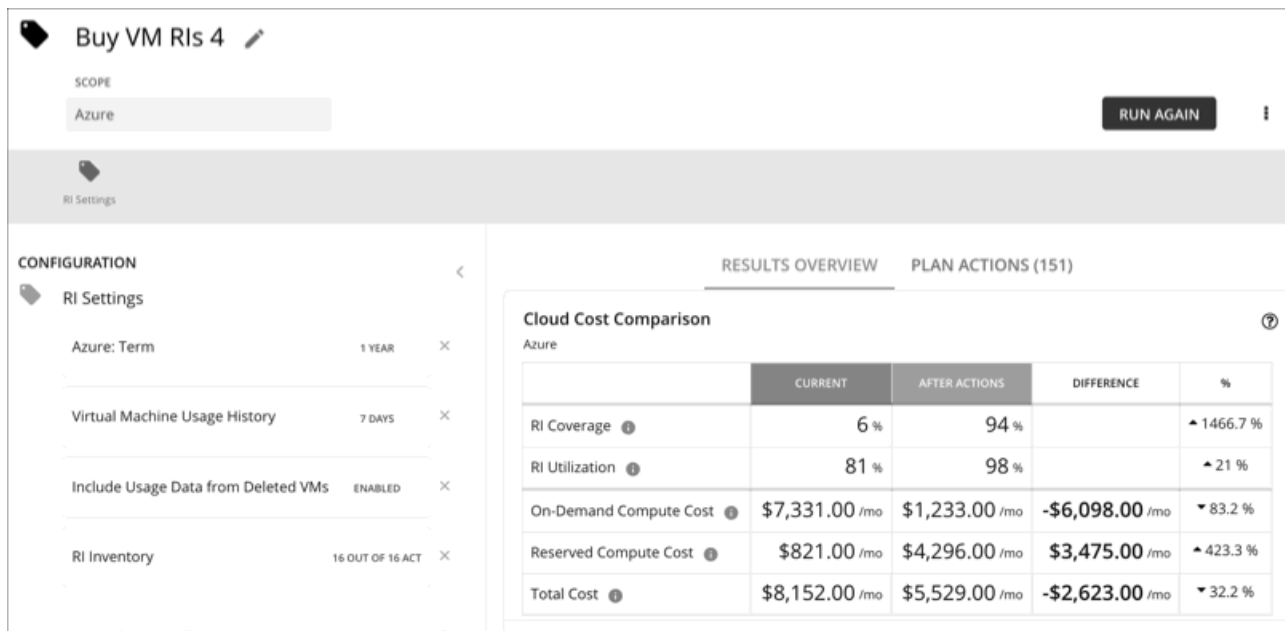 Buy VM RIs 4
SCOPE
Azure
RUN AGAIN
RI Settings
CONFIGURATION
RI Settings
Azure: Term 1 YEAR
Virtual Machine Usage History 7 DAYS
Include Usage Data from Deleted VMs ENABLED
RI Inventory 16 OUT OF 16 ACT
RESULTS OVERVIEW PLAN ACTIONS (151)
Cloud Cost Comparison
Azure
CURRENT AFTER ACTIONS DIFFERENCE %
RI Coverage 6 % 94 % 1466.7 %
RI Utilization 81 % 98 % 21 %
On-Demand Compute Cost $7,331.00 /mo $1,233.00 /mo -$6,098.00 /mo 83.2 %
Reserved Compute Cost $821.00 /mo $4,296.00 /mo $3,475.00 /mo 423.3 %
Total Cost $8,152.00 /mo $5,529.00 /mo -$2,623.00 /mo 32.2 %